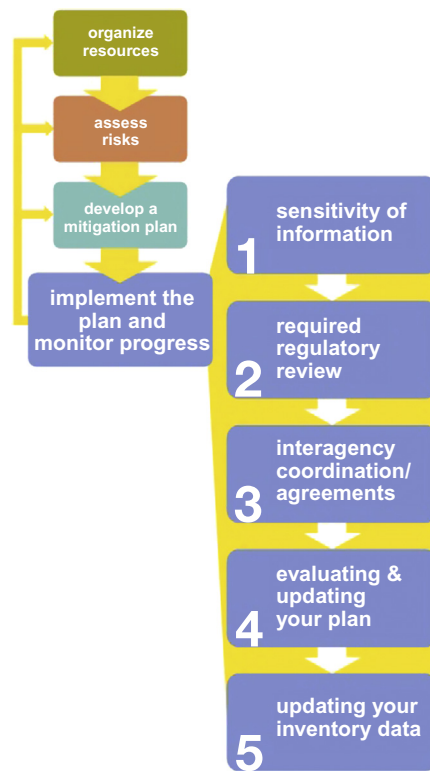 organize
resources
assess
risks
develop a
mitigation plan
implement the
plan and
monitor progress
1
sensitivity of
information
2
required
regulatory
review
3
interagency
coordination/
agreements
4
evaluating &
updating
your plan
5
updating your
inventory data